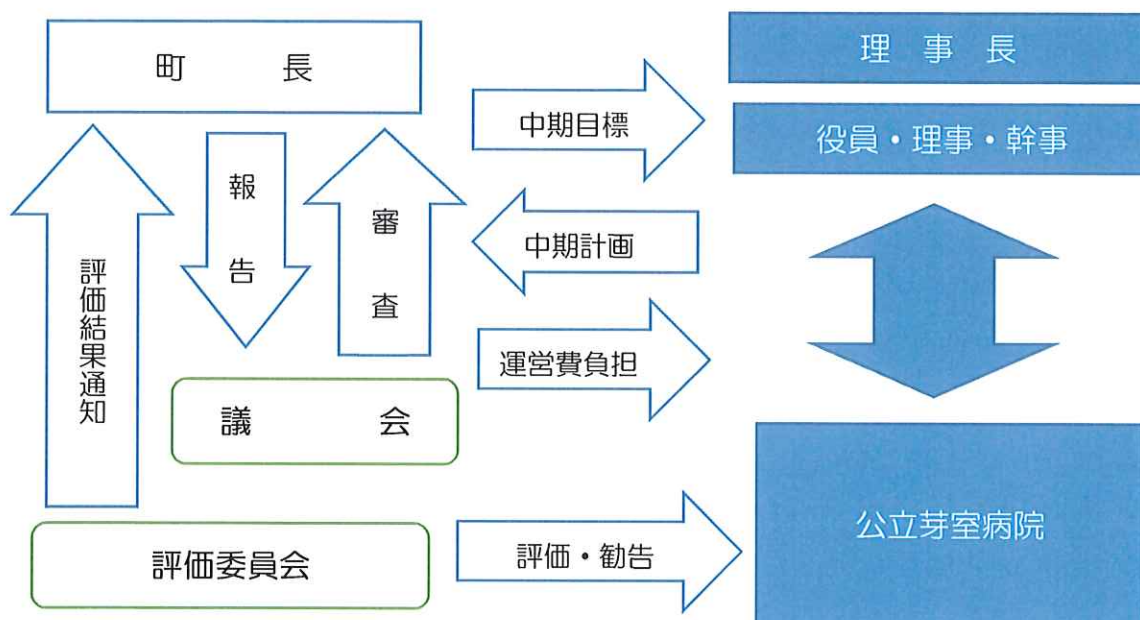 町長
理事長
中期目標
役員・理事・幹事
報告
審査
中期計画
評価結果通知
運営費負担
議会
公立芽室病院
評価委員会
評価・勧告